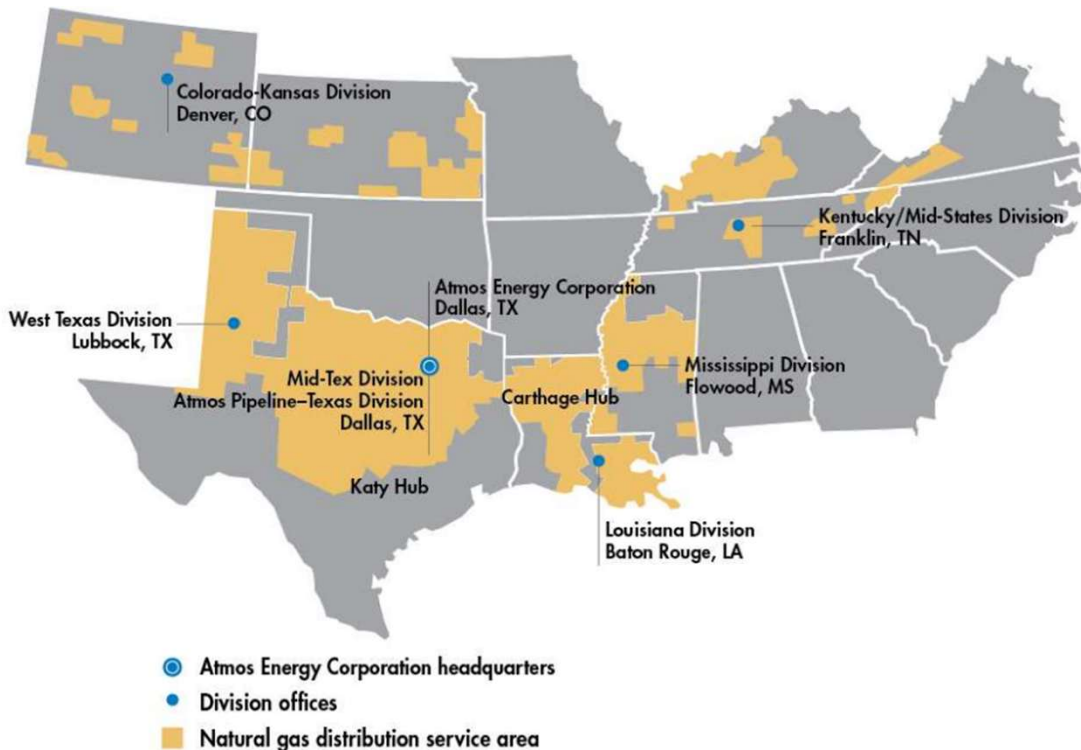 Colorado-Kansas Division
Denver, CO
Kentucky/Mid-States Division
Franklin, TN
Atmos Energy Corporation
Dallas, TX
West Texas Division
Lubbock, TX
Mid-Tex Division
Atmos Pipeline–Texas Division
Dallas, TX
Carthage Hub
Mississippi Division
Flowood, MS
Katy Hub
Louisiana Division
Baton Rouge, LA
Atmos Energy Corporation headquarters
Division offices
Natural gas distribution service area